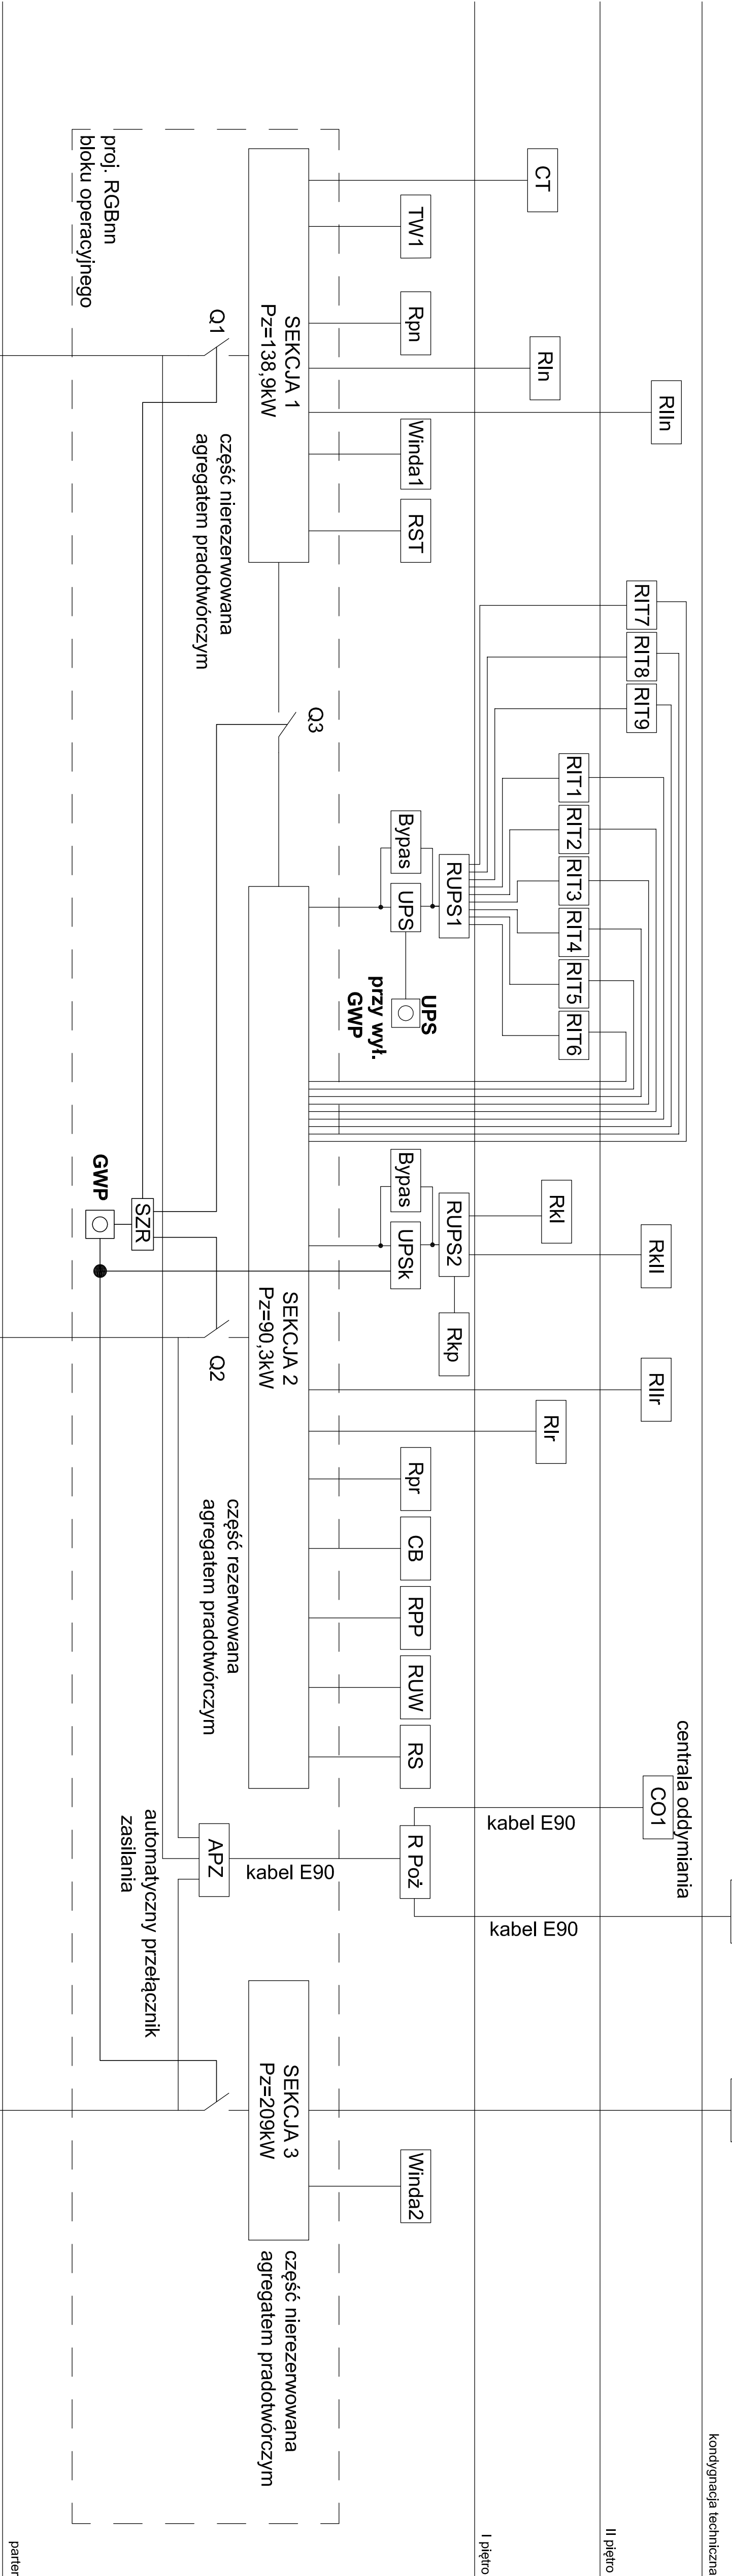 kondygnacja techniczna
II piętro
I piętro
parter
RIIn
RIT7
RIT8
RIT9
RkII
RIIr
centrala oddymiania
CO1
CT
RIn
RIT1
RIT2
RIT3
RIT4
RIT5
RIT6
RkI
RIr
kabel E90
kabel E90
TW1
Rpn
Winda1
RST
Bypas
UPS
RUPS1
UPS
przy wył.
GWP
Bypas
UPSk
RUPS2
Rkp
Rpr
CB
RPP
RUW
RS
R Poż
Winda2
SEKCJA 1
Pz=138,9kW
Q3
SEKCJA 2
Pz=90,3kW
kabel E90
SEKCJA 3
Pz=209kW
część nierezerwowana
agregatem pradotwórczym
Q1
część nierezerwowana
agregatem pradotwórczym
Q2
część rezerwowana
agregatem pradotwórczym
APZ
automatyczny przełącznik
zasilania
SZR
GWP
proj. RGBnn
bloku operacyjnego